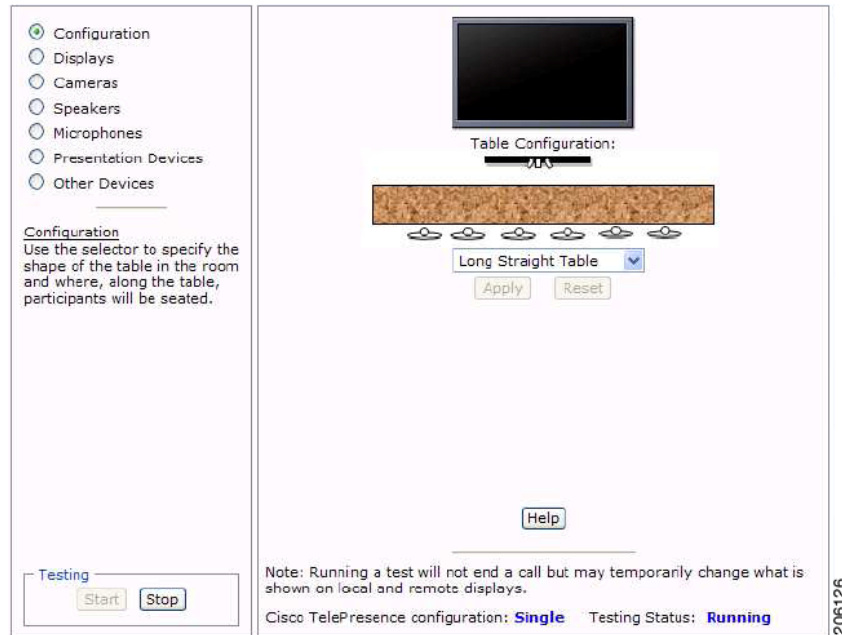 Configuration
Displays
Cameras
Speakers
Microphones
Presentation Devices
Other Devices
Configuration
Use the selector to specify the
shape of the table in the room
and where, along the table,
participants will be seated.
Testing
Start Stop
Table Configuration:
Long Straight Table
Apply Reset
Help
Note: Running a test will not end a call but may temporarily change what is
shown on local and remote displays.
Cisco TelePresence configuration: Single Testing Status: Running
206126